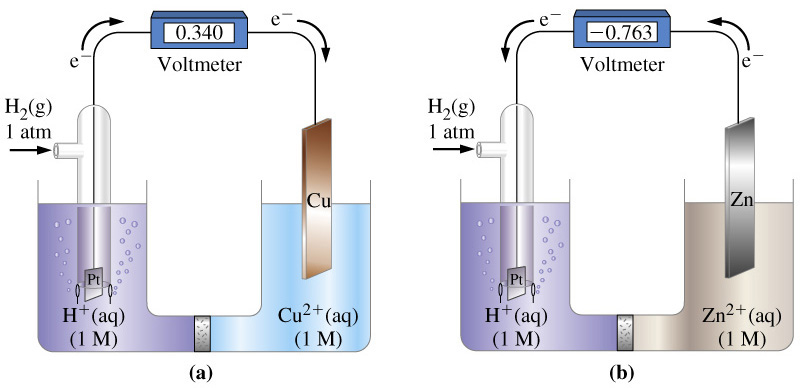 0.340
e⁻
e⁻
Voltmeter
H₂(g)
1 atm
Cu
Pt
H⁺(aq)
(1 M)
Cu²⁺(aq)
(1 M)
(a)
−0.763
e⁻
e⁻
Voltmeter
H₂(g)
1 atm
Zn
Pt
H⁺(aq)
(1 M)
Zn²⁺(aq)
(1 M)
(b)